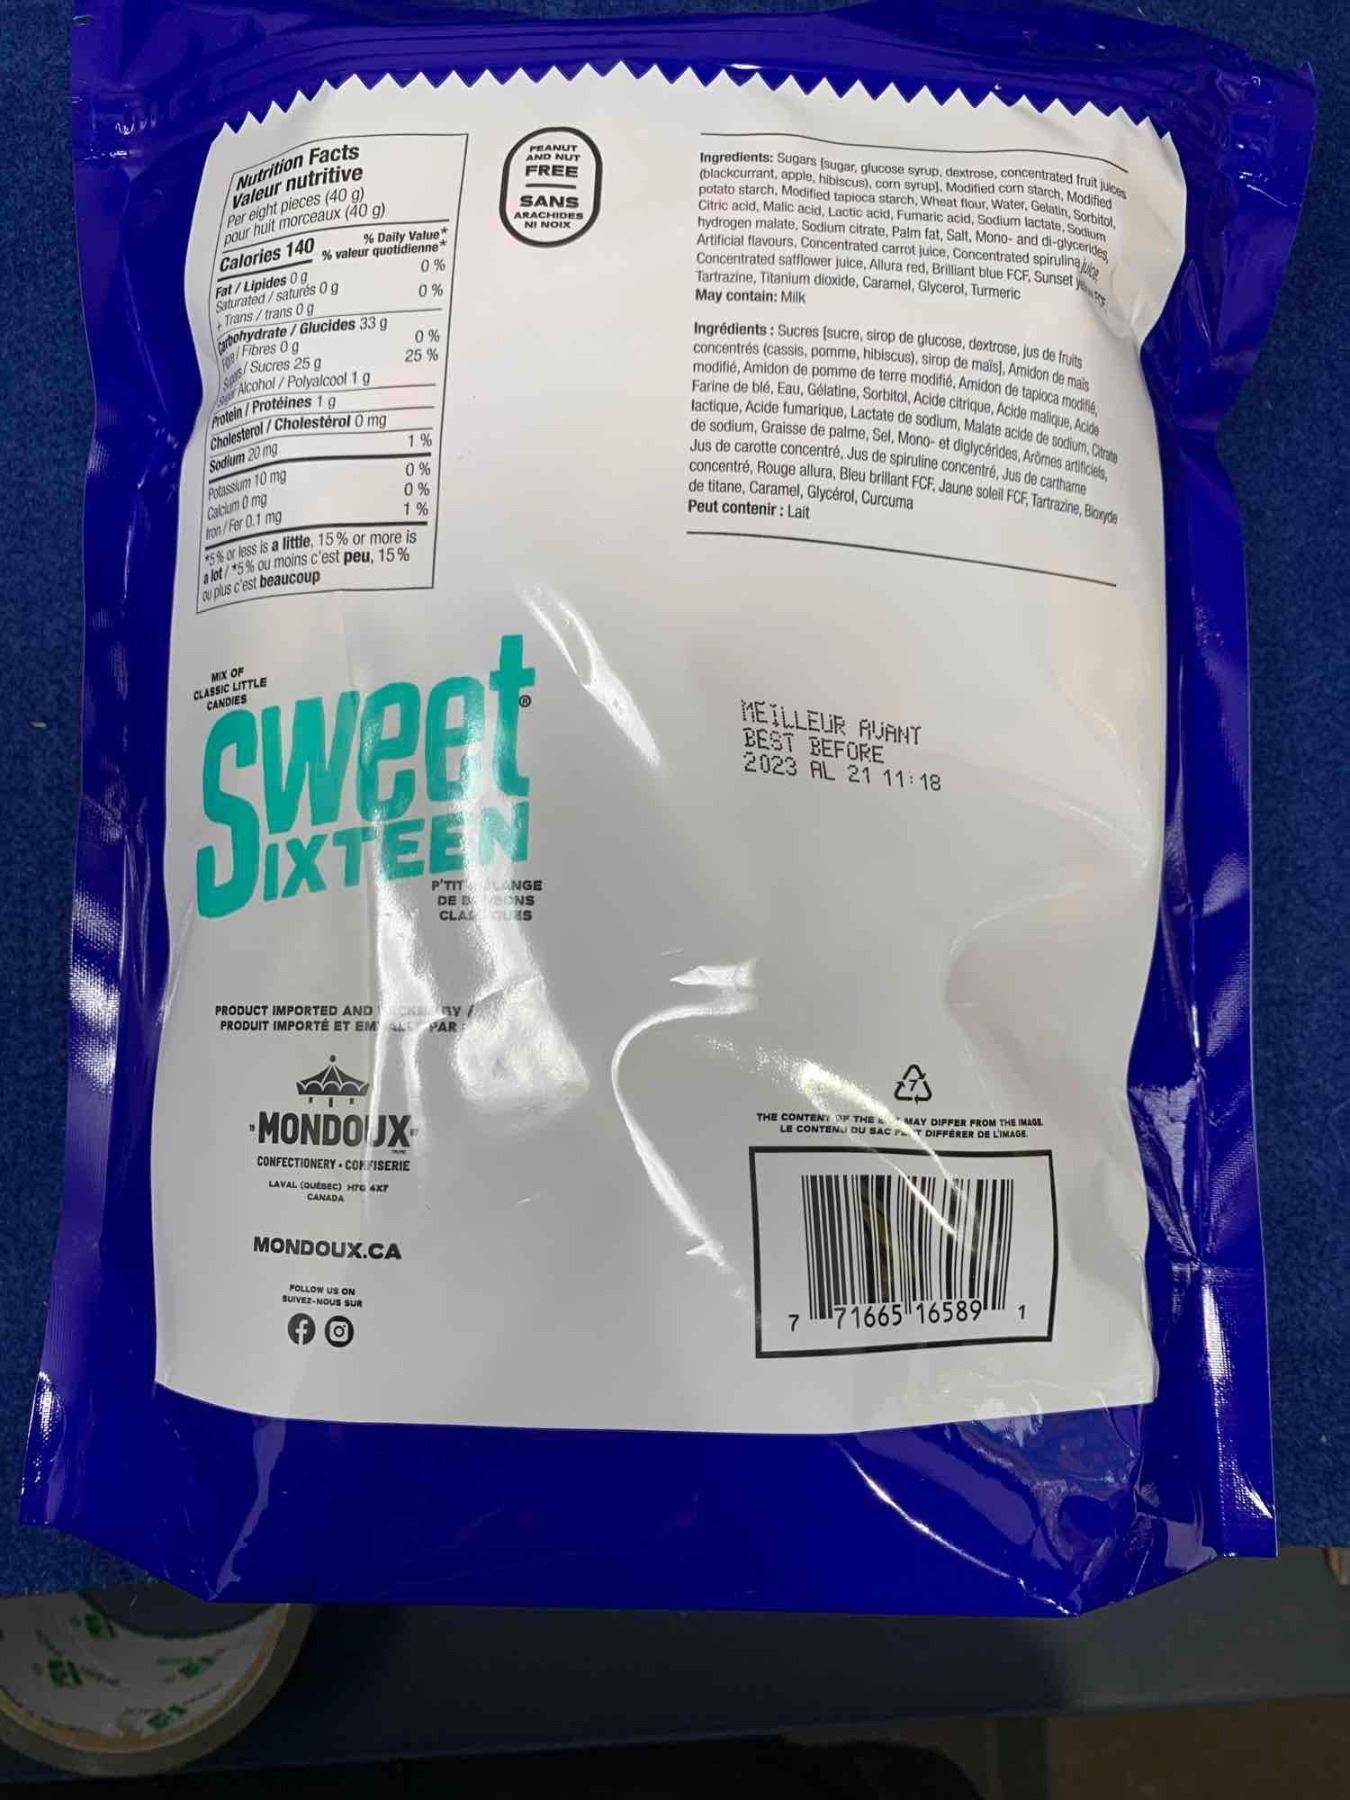 Nutrition Facts
Valeur nutritive
Per eight pieces (40 g)
pour huit morceaux (40 g)
Calories 140
% Daily Value*
% valeur quotidienne*
Fat / Lipides 0 g 0 %
Saturated / saturés 0 g
+ Trans / trans 0 g 0 %
Carbohydrate / Glucides 33 g
Fibre / Fibres 0 g 0 %
Sugars / Sucres 25 g 25 %
Sugar Alcohol / Polyalcool 1 g
Protein / Protéines 1 g
Cholesterol / Cholestérol 0 mg
Sodium 20 mg 1 %
Potassium 10 mg 0 %
Calcium 0 mg 0 %
Iron / Fer 0.1 mg 1 %
*5% or less is a little, 15% or more is
a lot / *5% ou moins c'est peu, 15%
ou plus c'est beaucoup
PEANUT
AND NUT
FREE
SANS
ARACHIDES
NI NOIX
Ingredients: Sugars [sugar, glucose syrup, dextrose, concentrated fruit juices
(blackcurrant, apple, hibiscus), corn syrup], Modified corn starch, Modified
potato starch, Modified tapioca starch, Wheat flour, Water, Gelatin, Sorbitol,
Citric acid, Malic acid, Lactic acid, Fumaric acid, Sodium lactate, Sodium
hydrogen malate, Sodium citrate, Palm fat, Salt, Mono- and di-glycerides,
Artificial flavours, Concentrated carrot juice, Concentrated spirulina juice,
Concentrated safflower juice, Allura red, Brilliant blue FCF, Sunset yellow FCF,
Tartrazine, Titanium dioxide, Caramel, Glycerol, Turmeric
May contain: Milk
Ingrédients : Sucres [sucre, sirop de glucose, dextrose, jus de fruits
concentrés (cassis, pomme, hibiscus), sirop de maïs], Amidon de maïs
modifié, Amidon de pomme de terre modifié, Amidon de tapioca modifié,
Farine de blé, Eau, Gélatine, Sorbitol, Acide citrique, Acide malique, Acide
lactique, Acide fumarique, Lactate de sodium, Malate acide de sodium, Citrate
de sodium, Graisse de palme, Sel, Mono- et diglycérides, Arômes artificiels,
Jus de carotte concentré, Jus de spiruline concentré, Jus de carthame
concentré, Rouge allura, Bleu brillant FCF, Jaune soleil FCF, Tartrazine, Bioxyde
de titane, Caramel, Glycérol, Curcuma
Peut contenir : Lait
MIX OF
CLASSIC LITTLE
CANDIES
Sweet®
SIXTEEN
DE
MEILLEUR AVANT
BEST BEFORE
2023 AL 21 11:18
PRODUCT IMPORTED AND BY /
PRODUIT IMPORTÉ ET PAR
MONDOUX
CONFECTIONERY • CONFISERIE
LAVAL (QUÉBEC) H7G 4X7
CANADA
MONDOUX.CA
FOLLOW US ON
SUIVEZ-NOUS SUR
7
THE CONTENT OF THE MAY DIFFER FROM THE IMAGE.
LE CONTENU DU SAC PEUT DIFFÉRER DE L'IMAGE.
7 71665 16589 1